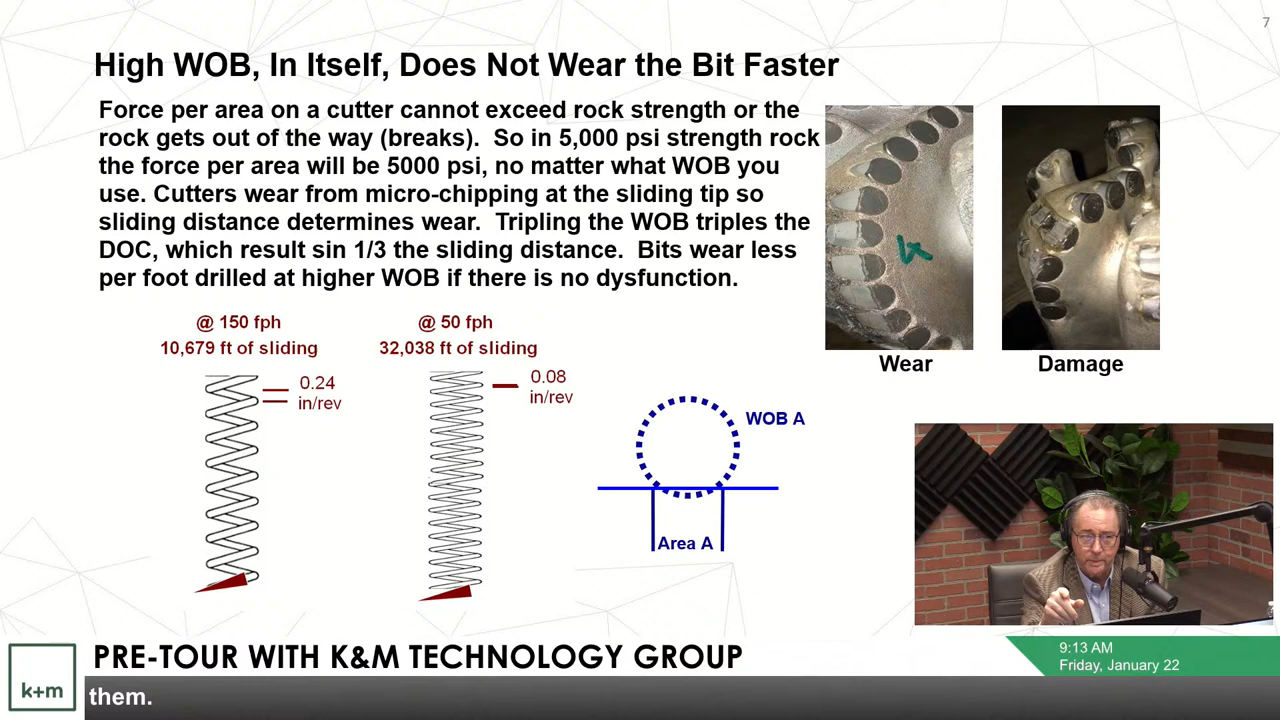 7
High WOB, In Itself, Does Not Wear the Bit Faster
Force per area on a cutter cannot exceed rock strength or the
rock gets out of the way (breaks).  So in 5,000 psi strength rock
the force per area will be 5000 psi, no matter what WOB you
use. Cutters wear from micro-chipping at the sliding tip so
sliding distance determines wear.  Tripling the WOB triples the
DOC, which result sin 1/3 the sliding distance.  Bits wear less
per foot drilled at higher WOB if there is no dysfunction.
Wear
Damage
@ 150 fph
10,679 ft of sliding
0.24
in/rev
@ 50 fph
32,038 ft of sliding
0.08
in/rev
WOB A
Area A
k+m
PRE-TOUR WITH K&M TECHNOLOGY GROUP
9:13 AM
Friday, January 22
them.